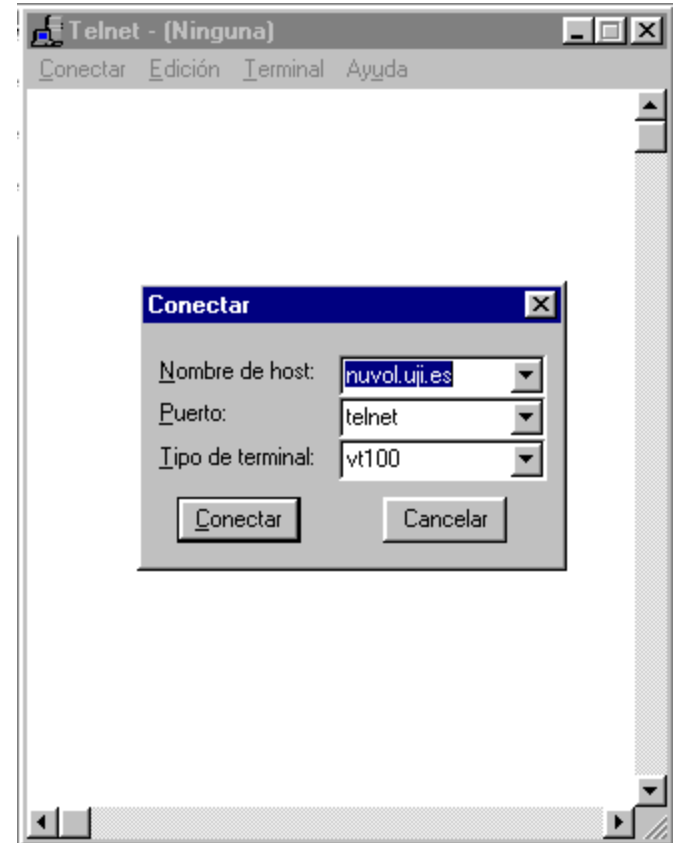 Telnet - (Ninguna)
Conectar Edición Terminal Ayuda
Conectar
Nombre de host: nuvol.uji.es
Puerto: telnet
Tipo de terminal: vt100
Conectar Cancelar